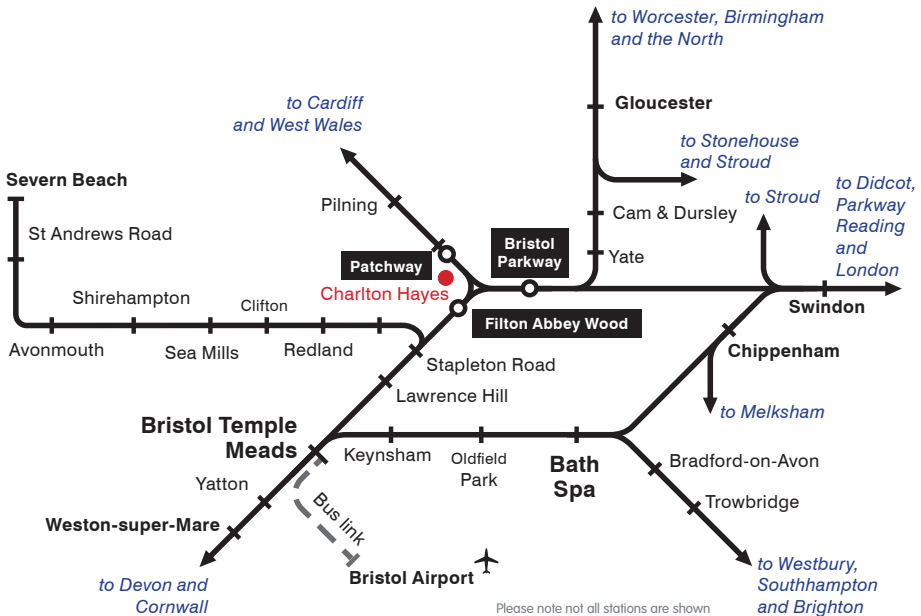 to Worcester, Birmingham
and the North
Gloucester
to Cardiff
and West Wales
to Stonehouse
and Stroud
Severn Beach
to Stroud
to Didcot,
Parkway
Reading
and
London
Pilning
St Andrews Road
Cam & Dursley
Bristol
Parkway
Yate
Patchway
Charlton Hayes
Shirehampton
Clifton
Swindon
Filton Abbey Wood
Avonmouth
Sea Mills
Redland
Stapleton Road
Chippenham
Lawrence Hill
to Melksham
Bristol Temple
Meads
Keynsham
Oldfield
Park
Bath
Spa
Bradford-on-Avon
Yatton
Trowbridge
Weston-super-Mare
Bus link
Bristol Airport
to Devon and
Cornwall
to Westbury,
Southhampton
and Brighton
Please note not all stations are shown